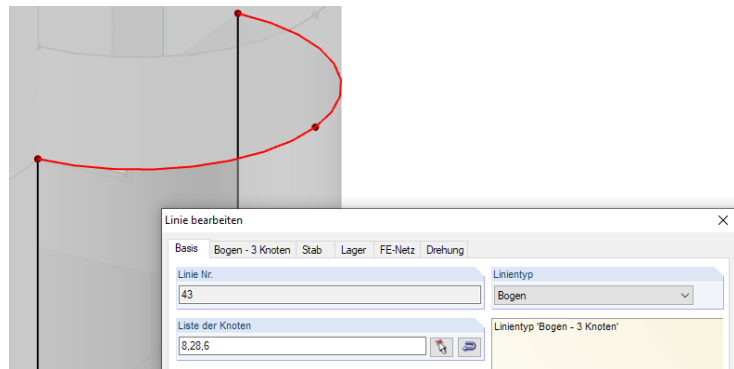 Linie bearbeiten
Basis Bogen - 3 Knoten Stab Lager FE-Netz Drehung
Linie Nr.
43
Linientyp
Bogen
Liste der Knoten
8,28,6
Linientyp 'Bogen - 3 Knoten'